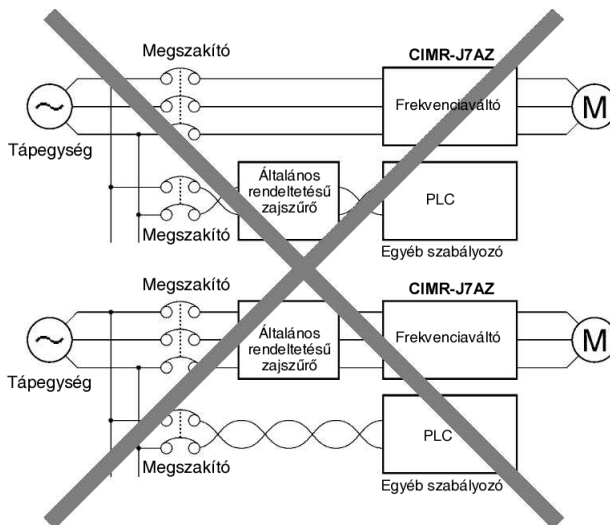 Megszakító
CIMR-J7AZ
Frekvenciaváltó
M
Tápegység
Általános
rendeltetésű
zajszűrő
PLC
Megszakító
Egyéb szabályozó
Megszakító
CIMR-J7AZ
Általános
rendeltetésű
zajszűrő
Frekvenciaváltó
M
Tápegység
PLC
Megszakító
Egyéb szabályozó